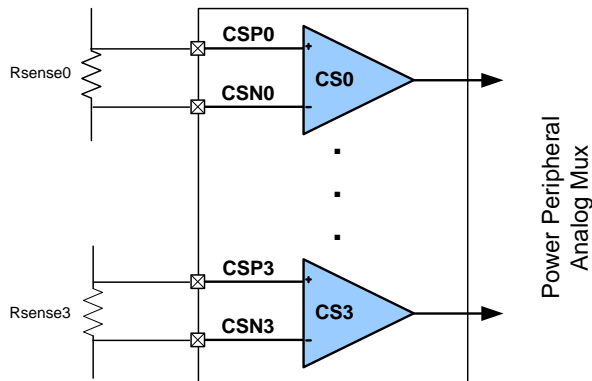 CSP0
Rsense0
+
CS0
CSN0
-
CSP3
+
Rsense3
CS3
CSN3
-
Power Peripheral
Analog Mux